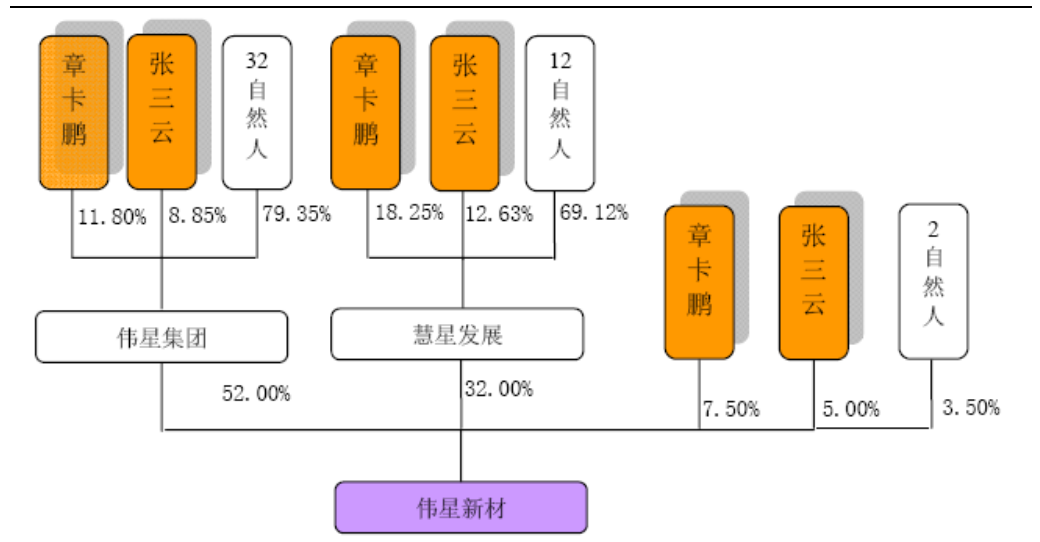 章卡鹏
张三云
32自然人
章卡鹏
张三云
12自然人
11.80%
8.85%
79.35%
18.25%
12.63%
69.12%
章卡鹏
张三云
2自然人
伟星集团
慧星发展
52.00%
32.00%
7.50%
5.00%
3.50%
伟星新材